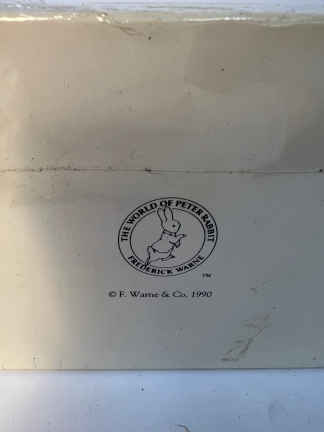 THE WORLD OF PETER RABBIT
FREDERICK WARNE
™
© F. Warne & Co. 1990